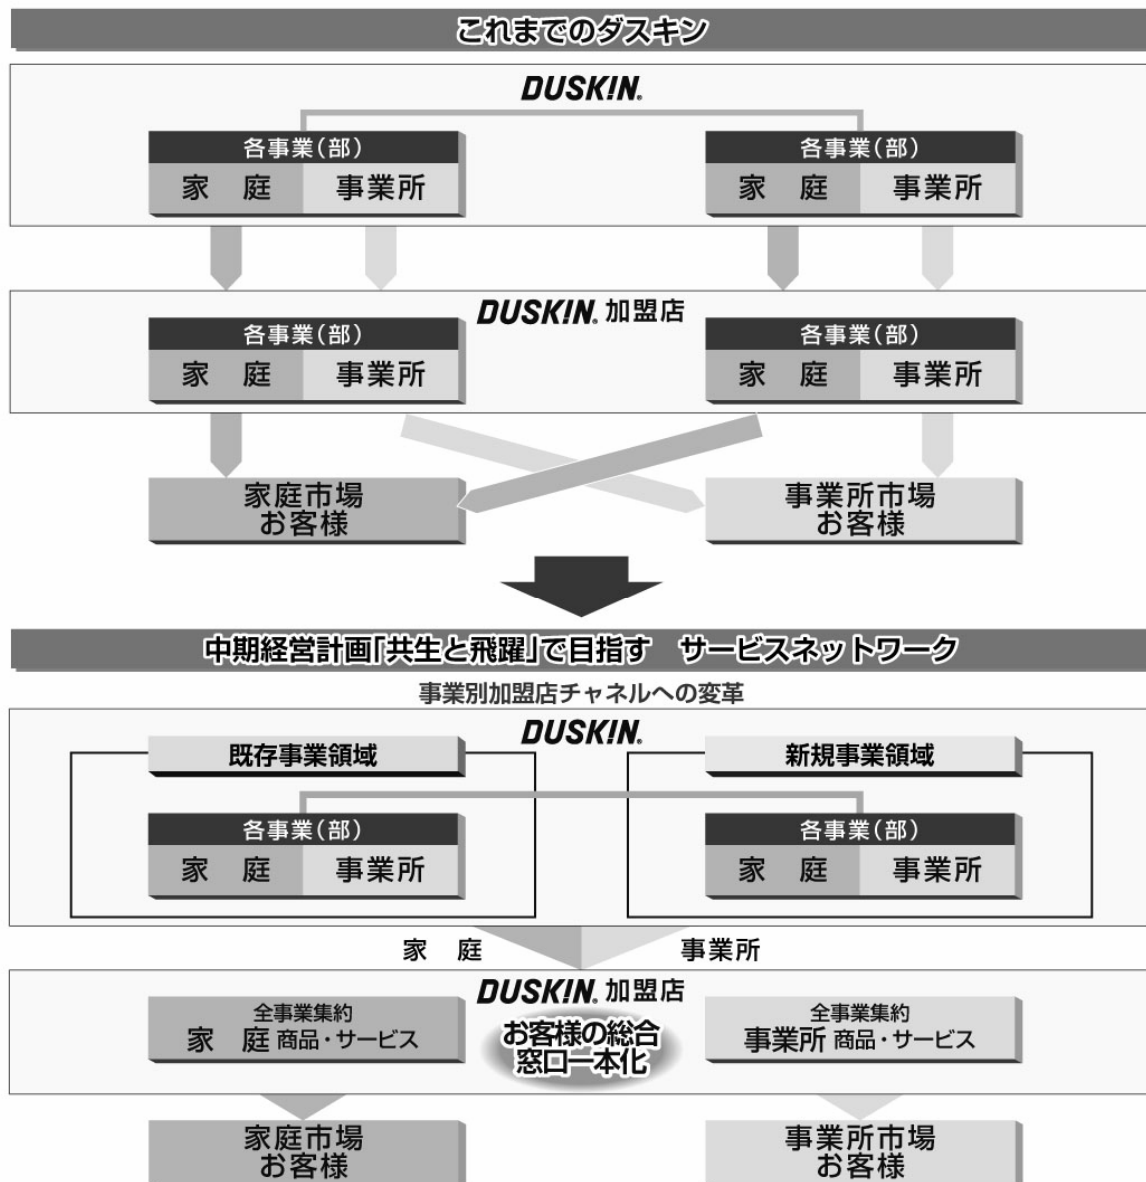 これまでのダスキン
DUSK!N.
各事業(部)
家 庭 事業所
各事業(部)
家 庭 事業所
DUSK!N. 加盟店
各事業(部)
家 庭 事業所
各事業(部)
家 庭 事業所
家庭市場
お客様
事業所市場
お客様
中期経営計画「共生と飛躍」で目指す サービスネットワーク
事業別加盟店チャネルへの変革
DUSK!N.
既存事業領域
新規事業領域
各事業(部)
家 庭 事業所
各事業(部)
家 庭 事業所
家 庭
事業所
DUSK!N. 加盟店
全事業集約
家 庭 商品・サービス
お客様の総合
窓口一本化
全事業集約
事業所 商品・サービス
家庭市場
お客様
事業所市場
お客様